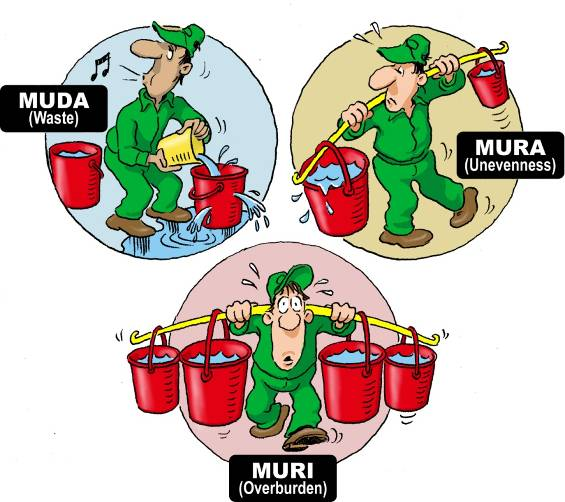 MUDA
(Waste)
MURA
(Unevenness)
MURI
(Overburden)